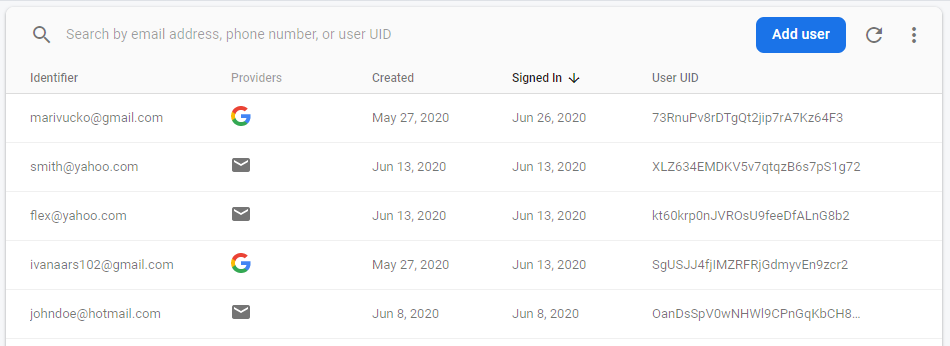 Search by email address, phone number, or user UID Add user
Identifier Providers Created Signed In User UID
marivucko@gmail.com May 27, 2020 Jun 26, 2020 73RnuPv8rDTgQt2jip7rA7Kz64F3
smith@yahoo.com Jun 13, 2020 Jun 13, 2020 XLZ634EMDKV5v7qtqzB6s7pS1g72
flex@yahoo.com Jun 13, 2020 Jun 13, 2020 kt60krp0nJVROsU9feeDfALnG8b2
ivanaars102@gmail.com May 27, 2020 Jun 13, 2020 SgUSJJ4fjIMZRFRjGdmyvEn9zcr2
johndoe@hotmail.com Jun 8, 2020 Jun 8, 2020 OanDsSpV0wNHWl9CPnGqKbCH8...